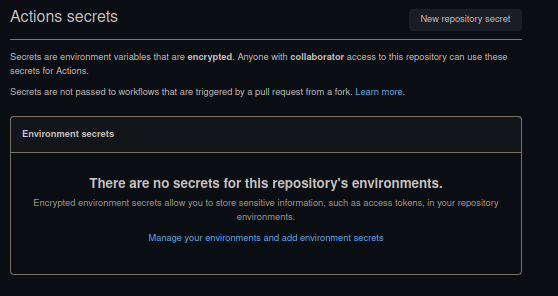 Actions secrets
New repository secret
Secrets are environment variables that are encrypted. Anyone with collaborator access to this repository can use these
secrets for Actions.
Secrets are not passed to workflows that are triggered by a pull request from a fork. Learn more.
Environment secrets
There are no secrets for this repository's environments.
Encrypted environment secrets allow you to store sensitive information, such as access tokens, in your repository
environments.
Manage your environments and add environment secrets